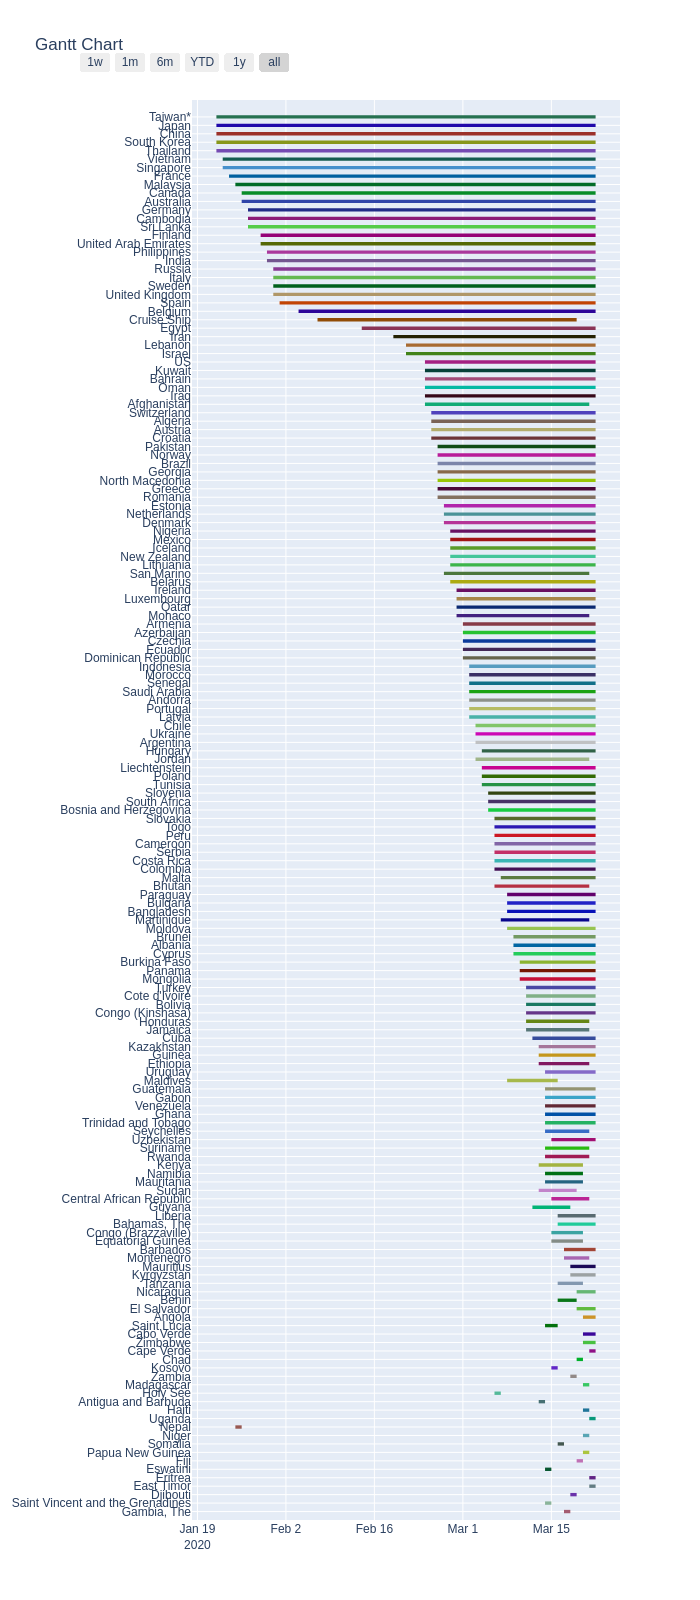 Gantt Chart
1w 1m 6m YTD 1y all
Taiwan*
Japan
China
South Korea
Thailand
Vietnam
Singapore
France
Malaysia
Canada
Australia
Germany
Cambodia
Sri Lanka
Finland
United Arab Emirates
Philippines
India
Russia
Italy
Sweden
United Kingdom
Spain
Belgium
Cruise Ship
Egypt
Iran
Lebanon
Israel
US
Kuwait
Bahrain
Oman
Iraq
Afghanistan
Switzerland
Algeria
Austria
Croatia
Pakistan
Norway
Brazil
Georgia
North Macedonia
Greece
Romania
Estonia
Netherlands
Denmark
Nigeria
Mexico
Iceland
New Zealand
Lithuania
San Marino
Belarus
Ireland
Luxembourg
Qatar
Monaco
Armenia
Azerbaijan
Czechia
Ecuador
Dominican Republic
Indonesia
Morocco
Senegal
Saudi Arabia
Andorra
Portugal
Latvia
Chile
Ukraine
Argentina
Hungary
Jordan
Liechtenstein
Poland
Tunisia
Slovenia
South Africa
Bosnia and Herzegovina
Slovakia
Togo
Peru
Cameroon
Serbia
Costa Rica
Colombia
Malta
Bhutan
Paraguay
Bulgaria
Bangladesh
Martinique
Moldova
Brunei
Albania
Cyprus
Burkina Faso
Panama
Mongolia
Turkey
Cote d'Ivoire
Bolivia
Congo (Kinshasa)
Honduras
Jamaica
Cuba
Kazakhstan
Guinea
Ethiopia
Uruguay
Maldives
Guatemala
Gabon
Venezuela
Ghana
Trinidad and Tobago
Seychelles
Uzbekistan
Suriname
Rwanda
Kenya
Namibia
Mauritania
Sudan
Central African Republic
Guyana
Liberia
Bahamas, The
Congo (Brazzaville)
Equatorial Guinea
Barbados
Montenegro
Mauritius
Kyrgyzstan
Tanzania
Nicaragua
Benin
El Salvador
Angola
Saint Lucia
Cabo Verde
Zimbabwe
Cape Verde
Chad
Kosovo
Zambia
Madagascar
Holy See
Antigua and Barbuda
Haiti
Uganda
Nepal
Niger
Somalia
Papua New Guinea
Fiji
Eswatini
Eritrea
East Timor
Djibouti
Saint Vincent and the Grenadines
Gambia, The
Jan 19 Feb 2 Feb 16 Mar 1 Mar 15
2020